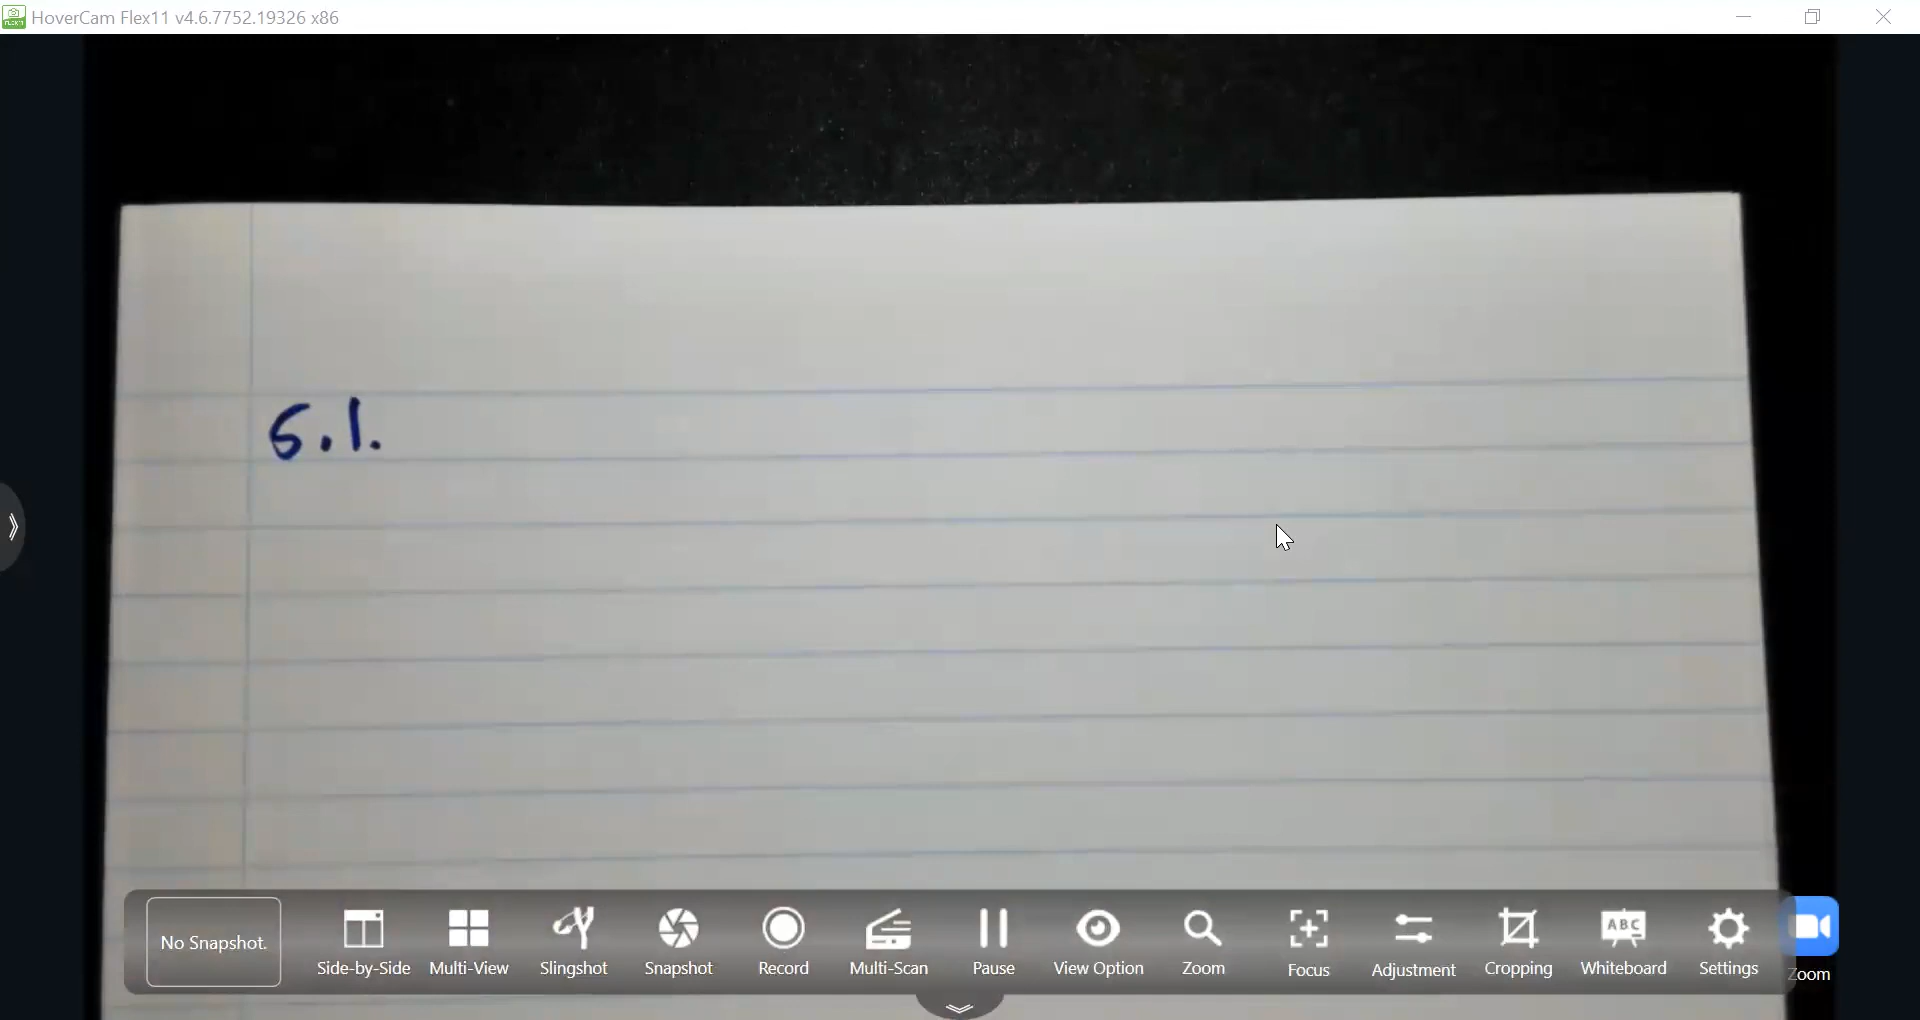 HoverCam Flex11 v4.6.7752.19326 x86
5.1.
No Snapshot.
Side-by-Side
Multi-View
Slingshot
Snapshot
Record
Multi-Scan
Pause
View Option
Zoom
Focus
Adjustment
ABC
Cropping
Whiteboard
Settings
Zoom